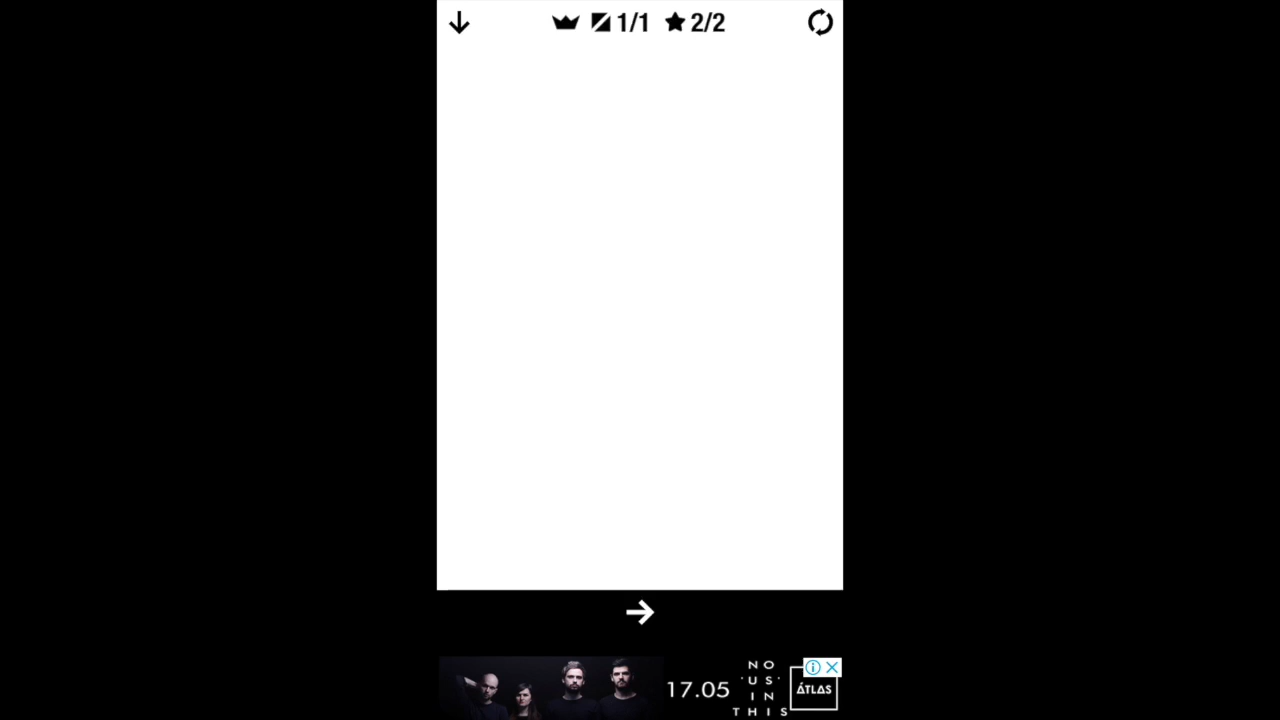 1/1 2/2
17.05
NO
US
IN
THIS
ÁTLAS